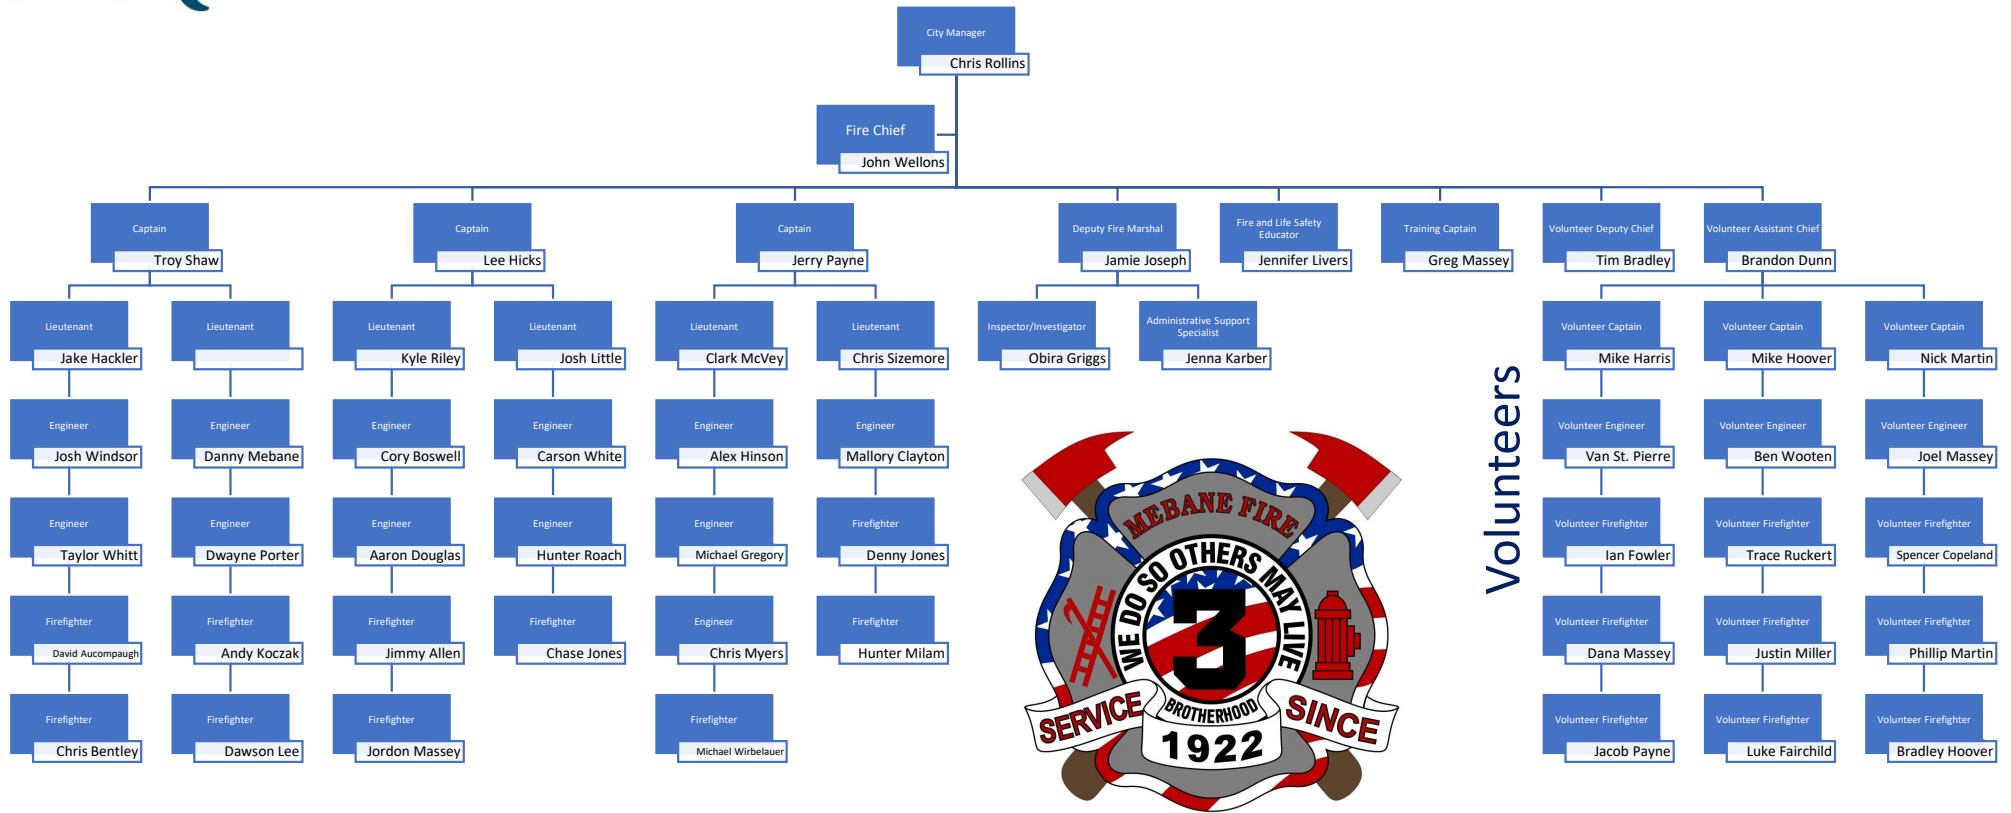 City Manager
Chris Rollins
Fire Chief
John Wellons
Captain
Troy Shaw
Captain
Lee Hicks
Captain
Jerry Payne
Deputy Fire Marshal
Jamie Joseph
Fire and Life Safety
Educator
Jennifer Livers
Training Captain
Greg Massey
Volunteer Deputy Chief
Tim Bradley
Volunteer Assistant Chief
Brandon Dunn
Lieutenant
Jake Hackler
Lieutenant
Lieutenant
Kyle Riley
Lieutenant
Josh Little
Lieutenant
Clark McVey
Lieutenant
Chris Sizemore
Inspector/Investigator
Obira Griggs
Administrative Support
Specialist
Jenna Karber
Volunteer Captain
Mike Harris
Volunteer Captain
Mike Hoover
Volunteer Captain
Nick Martin
Engineer
Josh Windsor
Engineer
Danny Mebane
Engineer
Cory Boswell
Engineer
Carson White
Engineer
Alex Hinson
Engineer
Mallory Clayton
Volunteer Engineer
Van St. Pierre
Volunteer Engineer
Ben Wooten
Volunteer Engineer
Joel Massey
Engineer
Taylor Whitt
Engineer
Dwayne Porter
Engineer
Aaron Douglas
Engineer
Hunter Roach
Engineer
Michael Gregory
Firefighter
Denny Jones
Volunteer Firefighter
Ian Fowler
Volunteer Firefighter
Trace Ruckert
Volunteer Firefighter
Spencer Copeland
Firefighter
David Aucompaugh
Firefighter
Andy Koczak
Firefighter
Jimmy Allen
Firefighter
Chase Jones
Engineer
Chris Myers
Firefighter
Hunter Milam
Volunteer Firefighter
Dana Massey
Volunteer Firefighter
Justin Miller
Volunteer Firefighter
Phillip Martin
Firefighter
Chris Bentley
Firefighter
Dawson Lee
Firefighter
Jordon Massey
Firefighter
Michael Wirbelauer
Volunteer Firefighter
Jacob Payne
Volunteer Firefighter
Luke Fairchild
Volunteer Firefighter
Bradley Hoover
Volunteers
MEBANE FIRE
WE DO SO OTHERS MAY LIVE
3
BROTHERHOOD
SERVICE
SINCE
1922